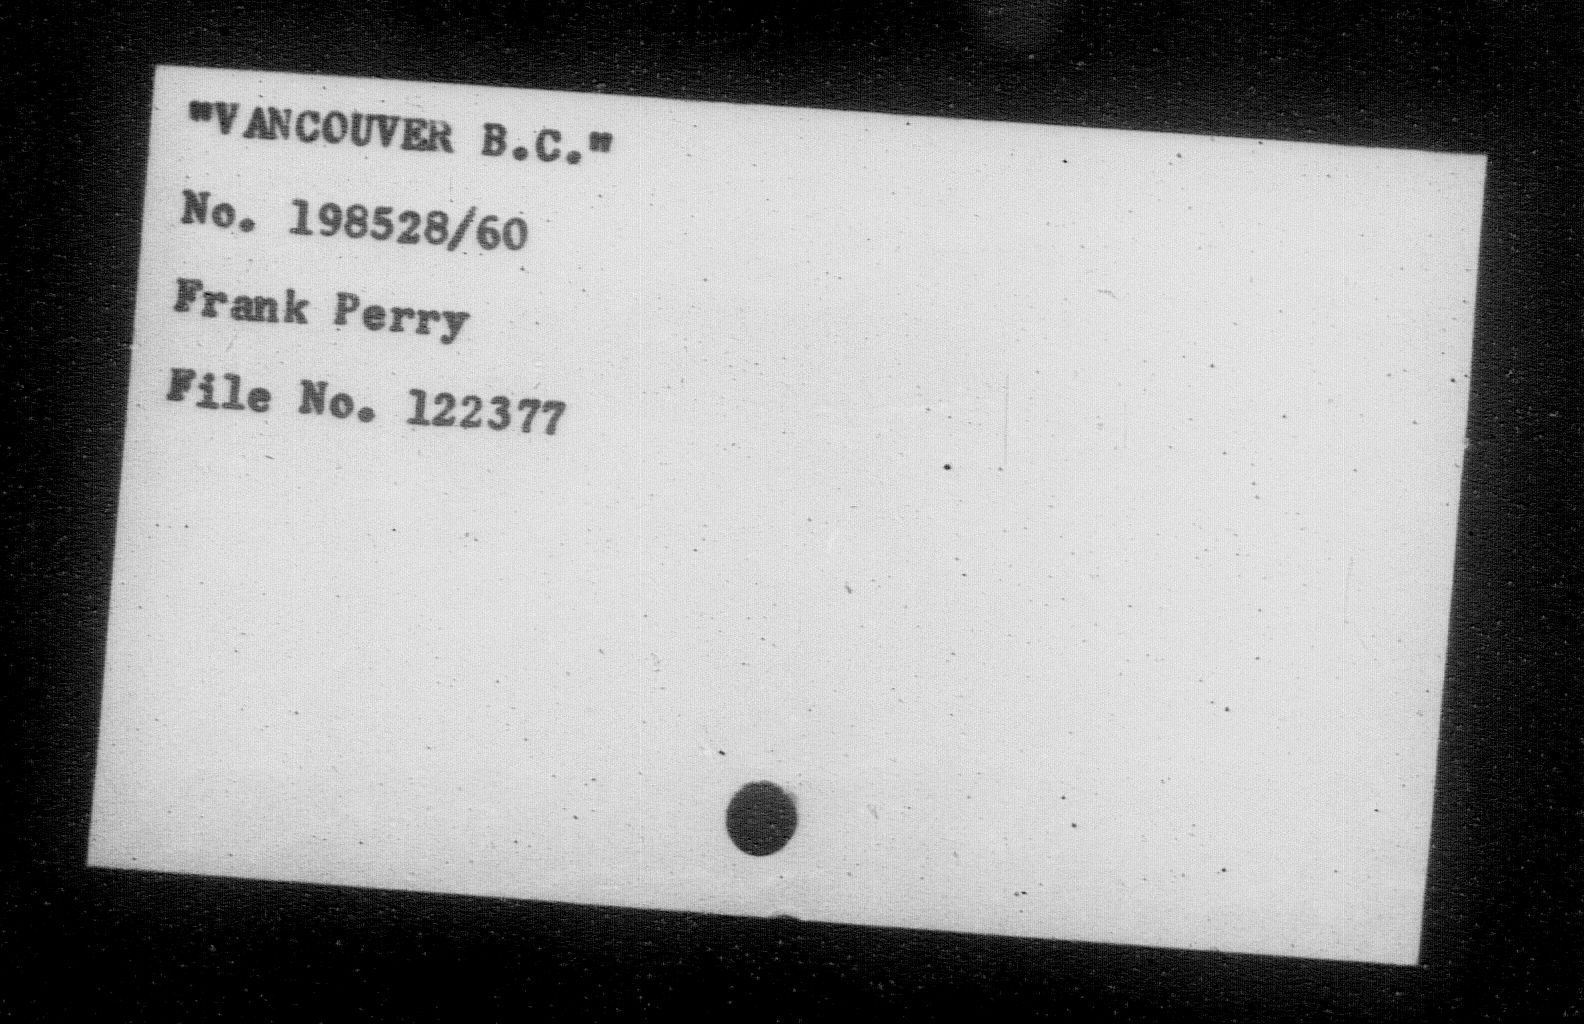 "VANCOUVER B.C."
No. 198528/60
Frank Perry
File No. 122377